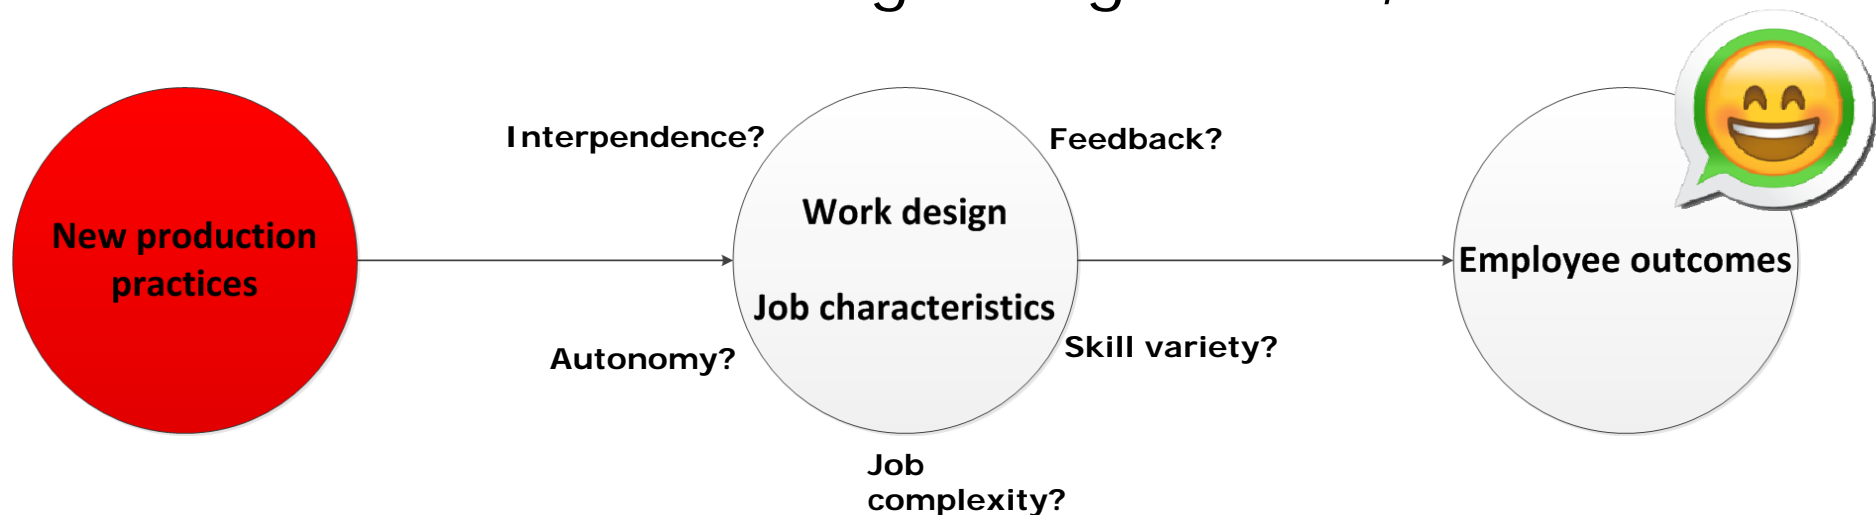 Interpendence?
Feedback?
New production
practices
Work design
Job characteristics
Employee outcomes
Autonomy?
Skill variety?
Job
complexity?